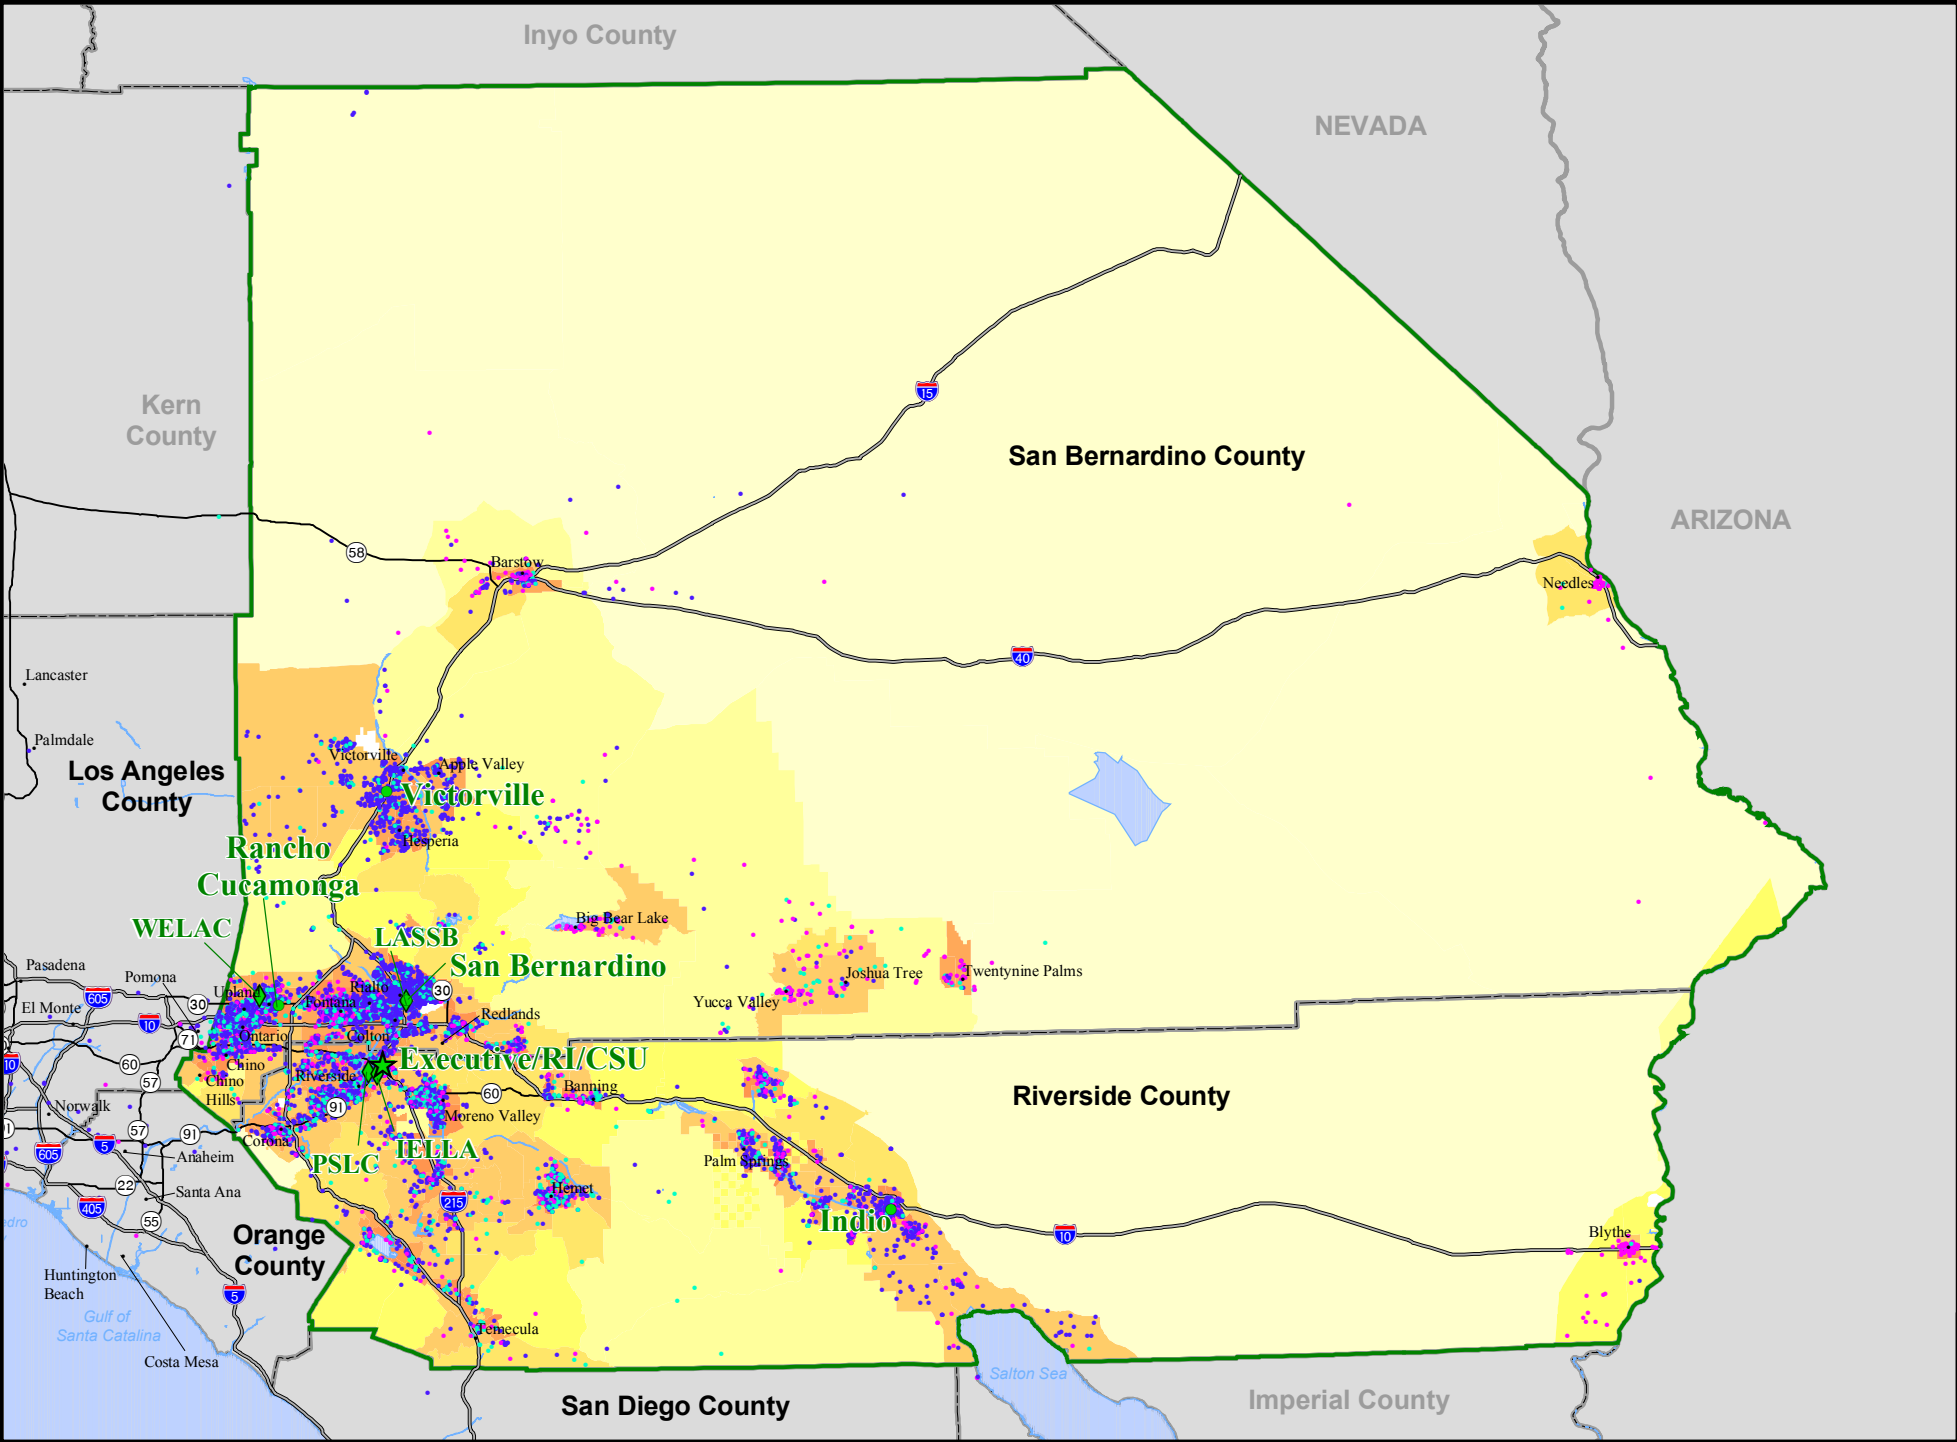 Inyo County
NEVADA
Kern
County
15
San Bernardino County
ARIZONA
58
Barstow
Needles
40
Lancaster
Palmdale
Los Angeles
County
Victorville
Apple Valley
Victorville
Hesperia
Rancho
Cucamonga
WELAC
LASSB
Big Bear Lake
San Bernardino
Pasadena
Pomona
Upland
Rialto
30
Joshua Tree
Twentynine Palms
605
30
Fontana
Yucca Valley
El Monte
10
Redlands
71
Ontario
Colton
60
Chino
Executive/RI/CSU
10
57
Chino
Hills
Riverside
60
Banning
Riverside County
Norwalk
91
Moreno Valley
57
91
Corona
605
5
Anaheim
PSLC
IELLA
Palm Springs
22
Santa Ana
Hemet
405
55
215
Indio
10
Blythe
Orange
County
Huntington
Beach
5
Gulf of
Santa Catalina
Temecula
Costa Mesa
Salton Sea
San Diego County
Imperial County